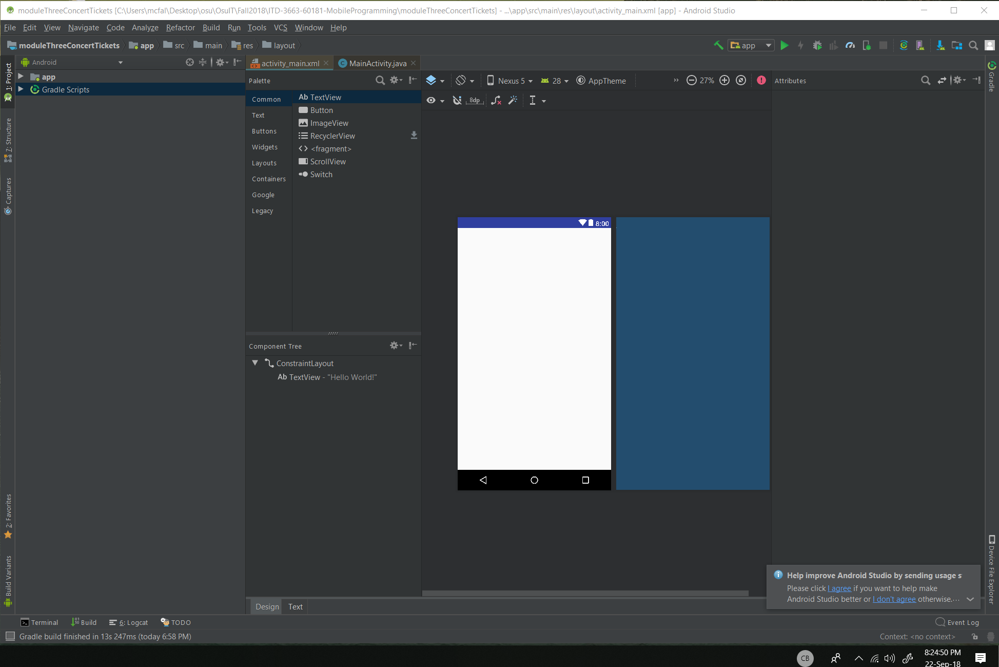 moduleThreeConcertTickets [C:\Users\mcfal\Desktop\osu\OsuIT\Fall2018\ITD-3663-60181-MobileProgramming\moduleThreeConcertTickets] - ...\app\src\main\res\layout\activity_main.xml [app] - Android Studio
File Edit View Navigate Code Analyze Refactor Build Run Tools VCS Window Help
moduleThreeConcertTickets app src main res layout
app
1: Project
7: Structure
Captures
2: Favorites
Build Variants
Android
app
Gradle Scripts
activity_main.xml
MainActivity.java
Palette
Common
Text
Buttons
Widgets
Layouts
Containers
Google
Legacy
Ab TextView
Button
ImageView
RecyclerView
<fragment>
ScrollView
Switch
Nexus 5 28 AppTheme >> 27%
8dp
Attributes
Gradle
8:00
Component Tree
ConstraintLayout
Ab TextView - "Hello World!"
Device File Explorer
Help improve Android Studio by sending usage s
Please click I agree if you want to help make
Android Studio better or I don't agree otherwise....
Design Text
Terminal Build 6: Logcat TODO
Event Log
Gradle build finished in 13s 247ms (today 6:58 PM)
Context: <no context>
CB
8:24:50 PM
22-Sep-18